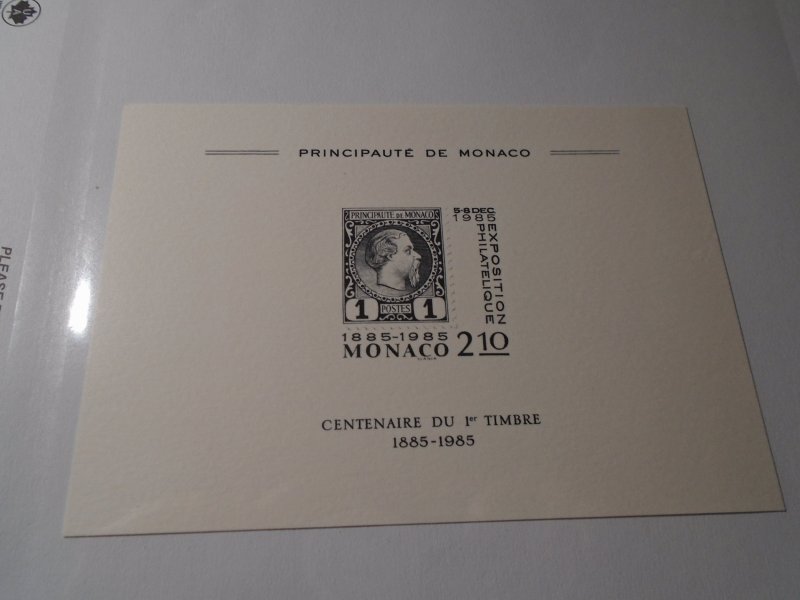 PRINCIPAUTÉ DE MONACO
PRINCIPAUTÉ DE MONACO
5-8 DEC.
1985
EXPOSITION
PHILATELIQUE
1 POSTES 1
1885-1985
MONACO 2 10
CENTENAIRE DU 1er TIMBRE
1885-1985
PLEASE